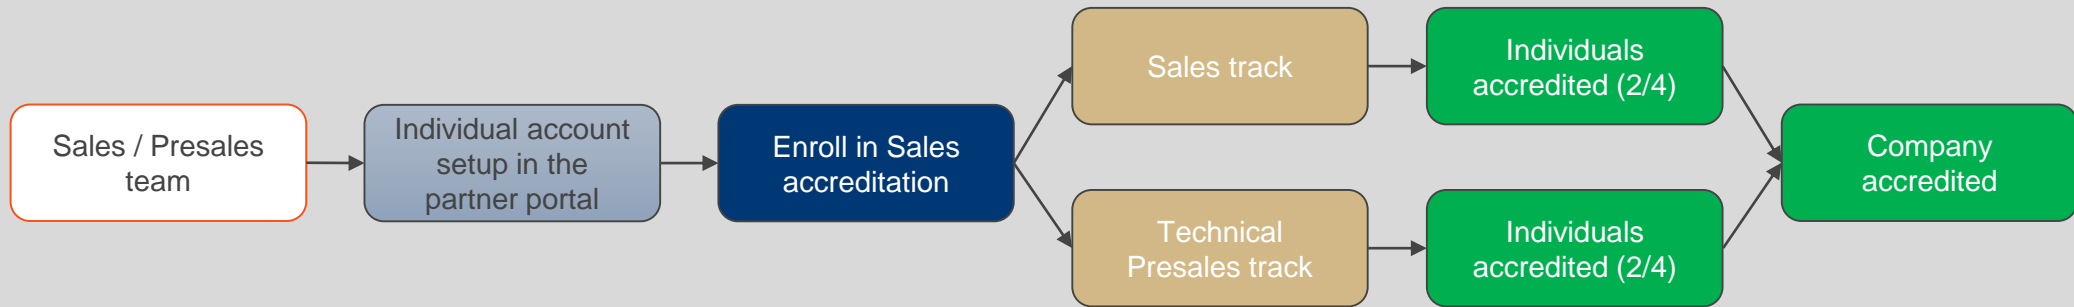 Sales / Presales
team
Individual account
setup in the
partner portal
Enroll in Sales
accreditation
Sales track
Individuals
accredited (2/4)
Technical
Presales track
Individuals
accredited (2/4)
Company
accredited